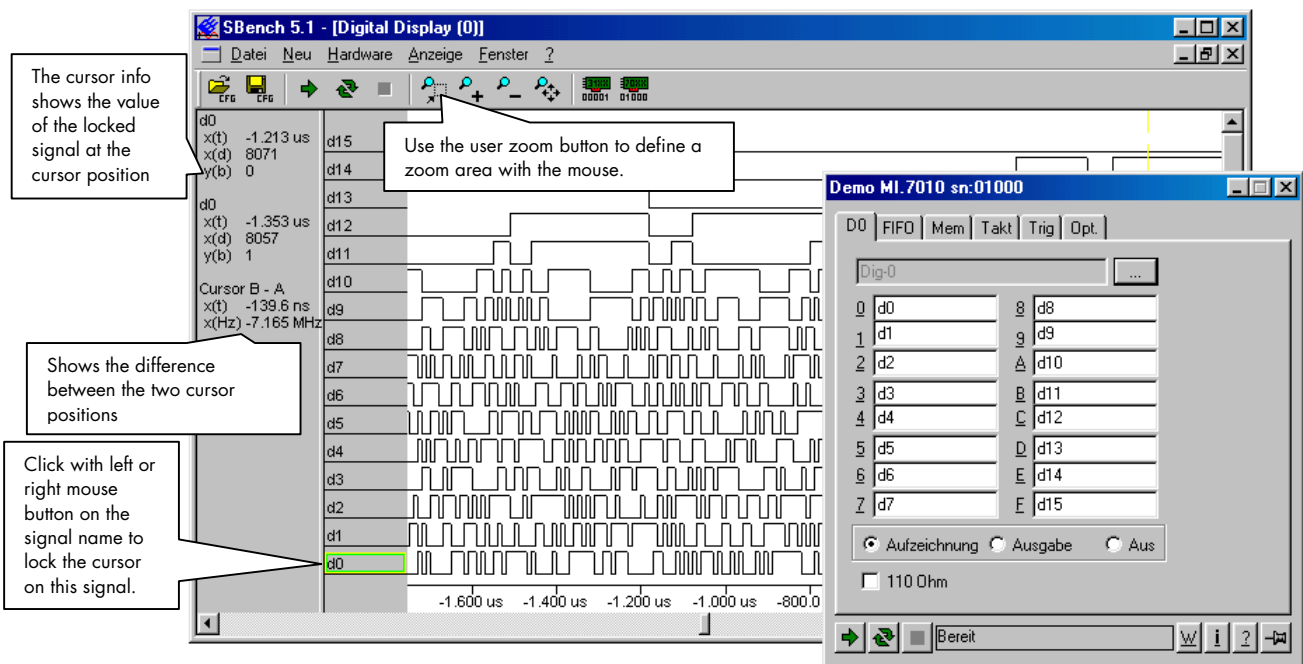 SBench 5.1 - [Digital Display (0)]
Datei Neu Hardware Anzeige Fenster ?
CFG CFG 31XX 00001 70XX 01000
The cursor info
shows the value
of the locked
signal at the
cursor position
Use the user zoom button to define a
zoom area with the mouse.
d0
x(t) -1.213 us
x(d) 8071
y(b) 0
d0
x(t) -1.353 us
x(d) 8057
y(b) 1
Cursor B - A
x(t) -139.6 ns
x(Hz) -7.165 MHz
Shows the difference
between the two cursor
positions
Click with left or
right mouse
button on the
signal name to
lock the cursor
on this signal.
d15
d14
d13
d12
d11
d10
d9
d8
d7
d6
d5
d4
d3
d2
d1
d0
-1.600 us -1.400 us -1.200 us -1.000 us -800.0
Demo MI.7010 sn:01000
D0 FIFO Mem Takt Trig Opt.
Dig-0 ...
0 d0 8 d8
1 d1 9 d9
2 d2 A d10
3 d3 B d11
4 d4 C d12
5 d5 D d13
6 d6 E d14
7 d7 F d15
Aufzeichnung Ausgabe Aus
110 Ohm
Bereit W i ?